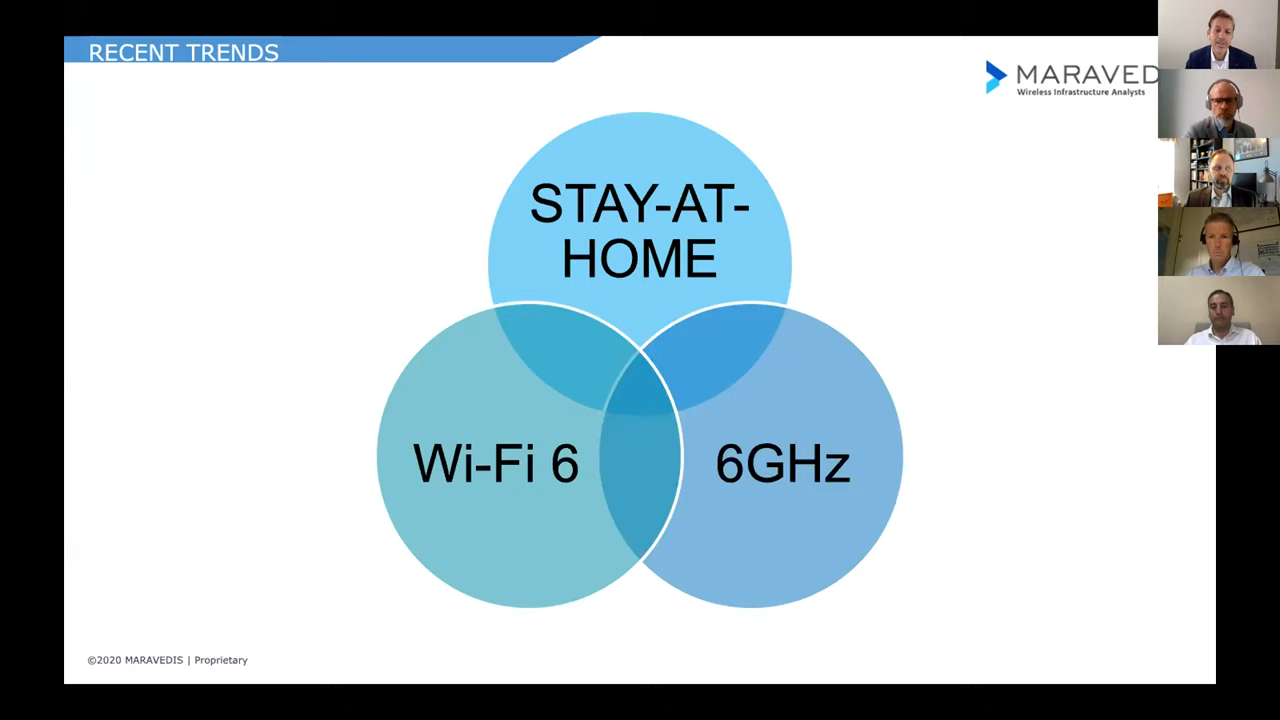 RECENT TRENDS
MARAVED
Wireless Infrastructure Analysts
STAY-AT-
HOME
Wi-Fi 6
6GHz
©2020 MARAVEDIS | Proprietary